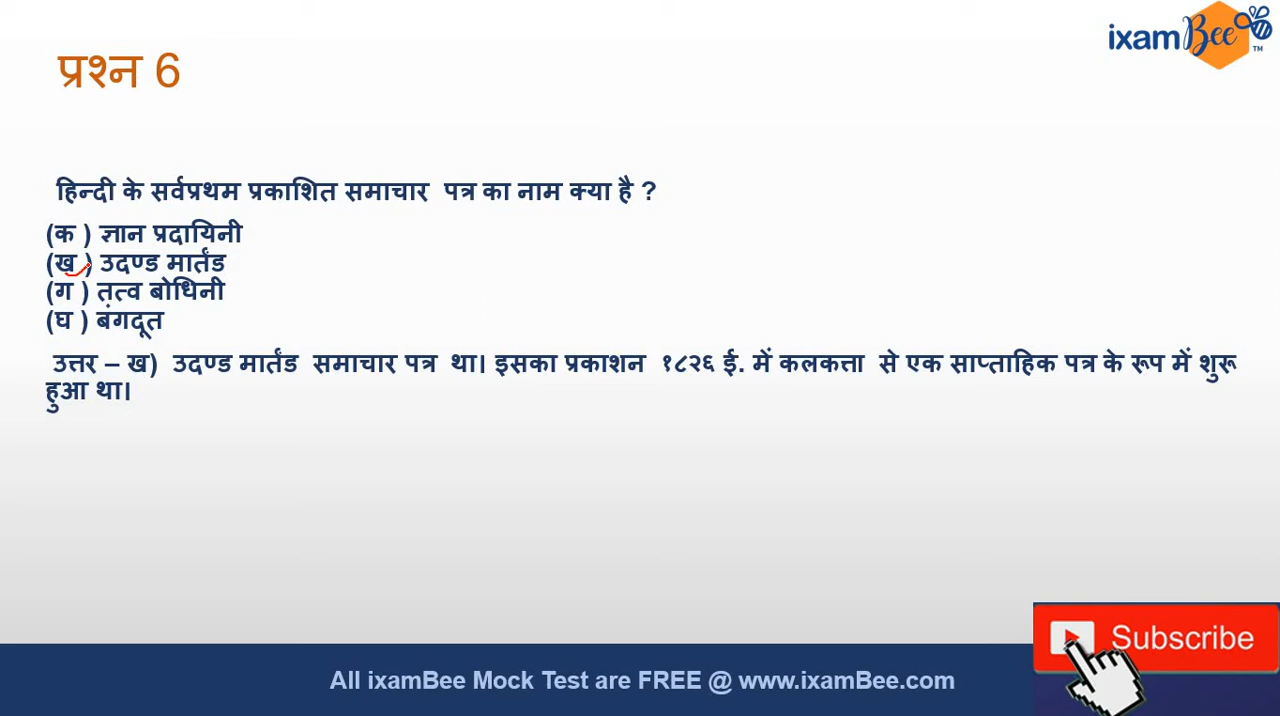 ixamBee™
प्रश्न 6
हिन्दी के सर्वप्रथम प्रकाशित समाचार पत्र का नाम क्या है ?
(क ) ज्ञान प्रदायिनी
(ख ) उदण्ड मार्तंड
(ग ) तत्व बोधिनी
(घ ) बंगदूत
उत्तर – ख) उदण्ड मार्तंड समाचार पत्र था। इसका प्रकाशन १८२६ ई. में कलकत्ता से एक साप्ताहिक पत्र के रूप में शुरू
हुआ था।
Subscribe
All ixamBee Mock Test are FREE @ www.ixamBee.com